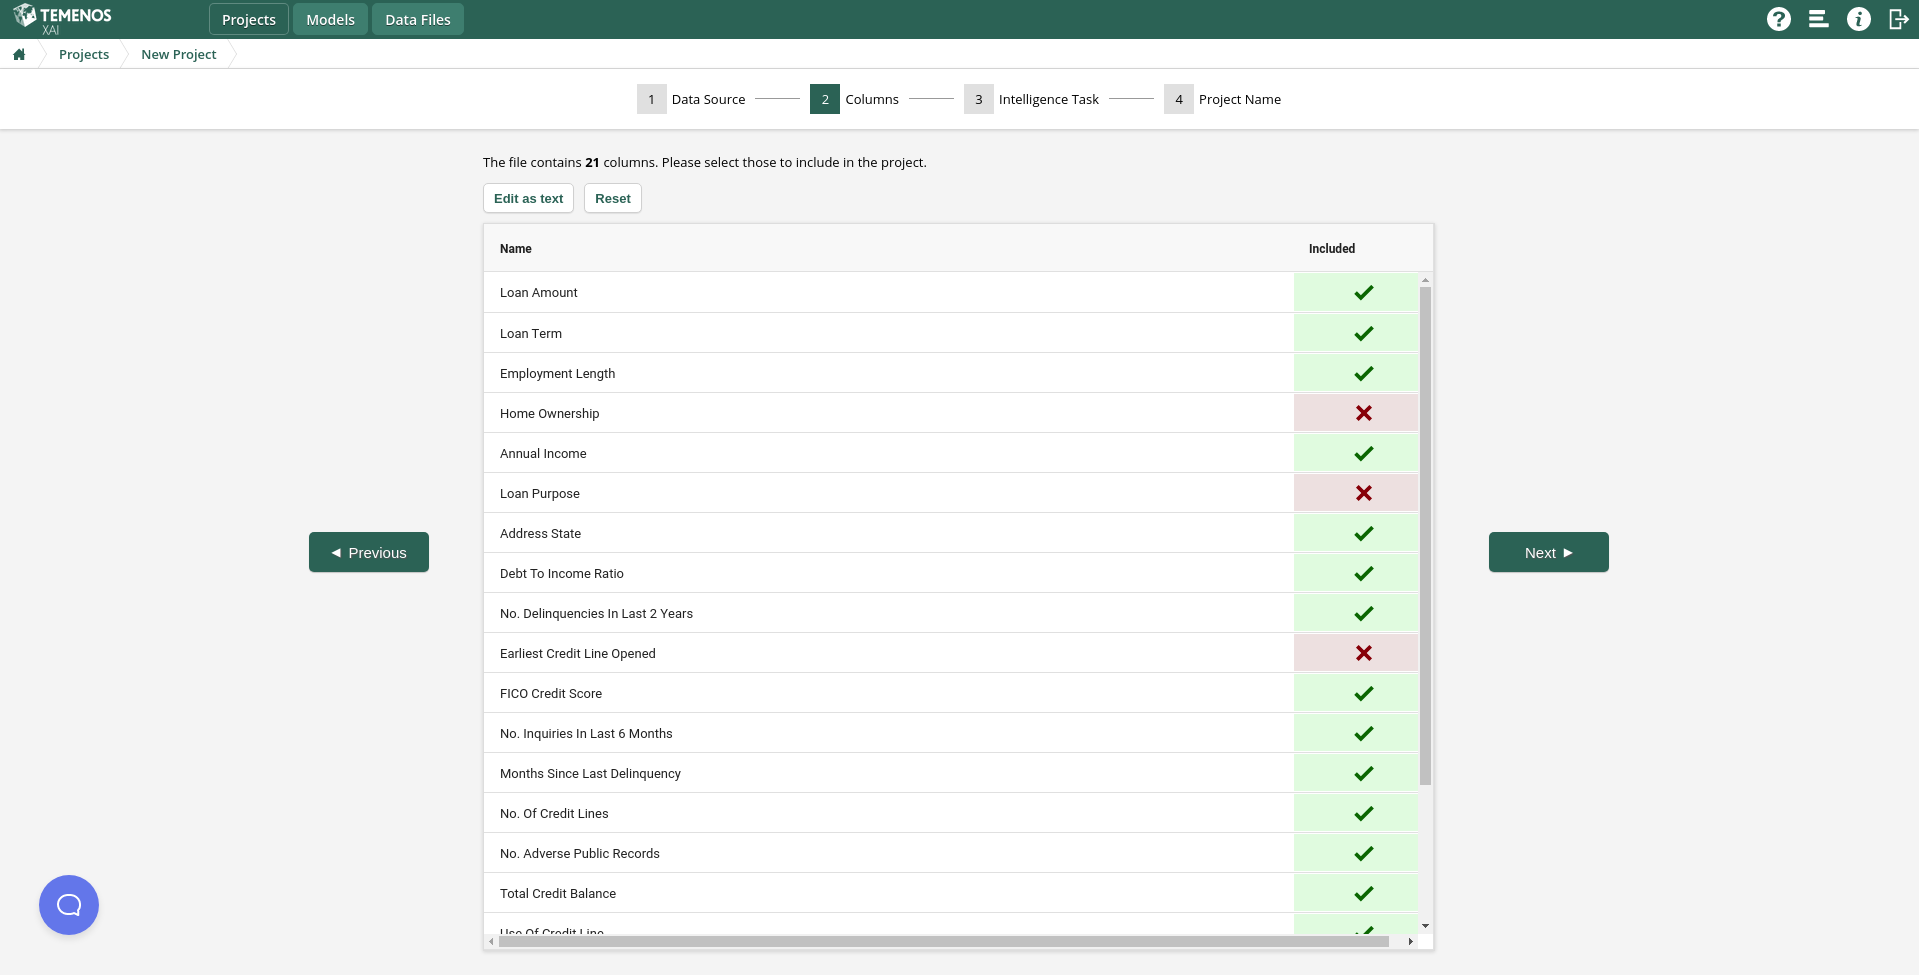 TEMENOS
XAI
Projects
Models
Data Files
Projects
New Project
1 Data Source
2 Columns
3 Intelligence Task
4 Project Name
The file contains 21 columns. Please select those to include in the project.
Edit as text
Reset
Name
Included
Loan Amount
Loan Term
Employment Length
Home Ownership
Annual Income
Loan Purpose
Address State
Debt To Income Ratio
No. Delinquencies In Last 2 Years
Earliest Credit Line Opened
FICO Credit Score
No. Inquiries In Last 6 Months
Months Since Last Delinquency
No. Of Credit Lines
No. Adverse Public Records
Total Credit Balance
Use Of Credit Line
◄ Previous
Next ►